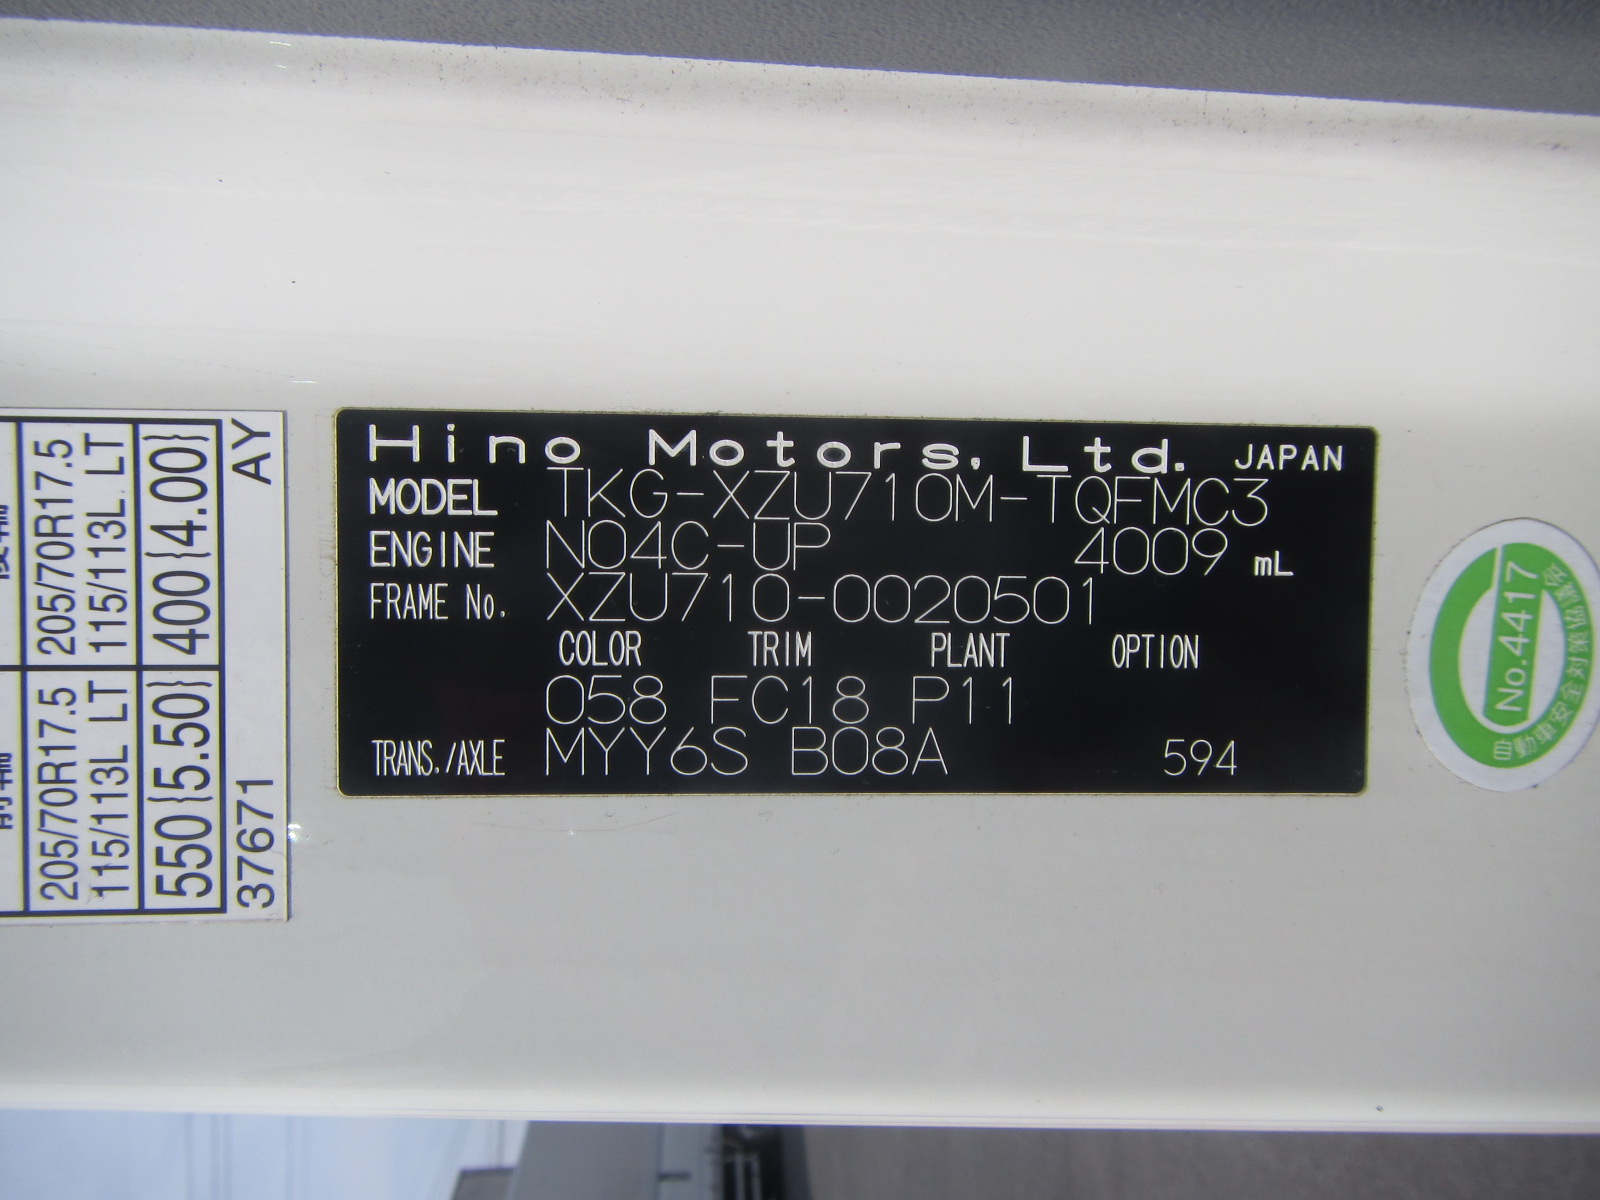 Hino Motors, Ltd. JAPAN
MODEL TKG-XZU710M-TQFMC3
ENGINE N04C-UP 4009 mL
FRAME No. XZU710-0020501
COLOR TRIM PLANT OPTION
058 FC18 P11
TRANS./AXLE MYY6S B08A 594
205/70R17.5 205/70R17.5
115/113L LT 115/113L LT
550{5.50} 400{4.00}
37671 AY
No.4417
自動車安全対策協議会